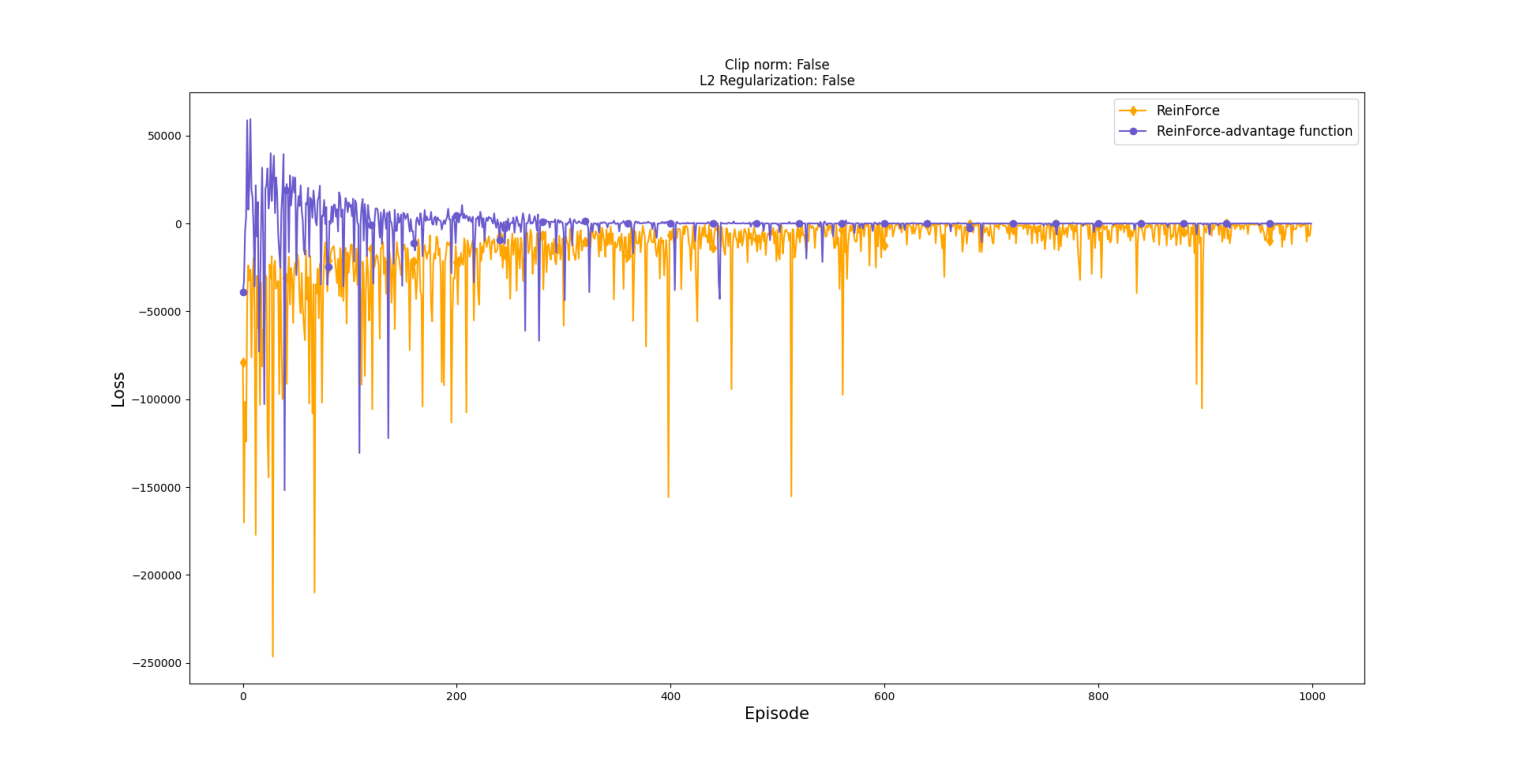 Clip norm: False
L2 Regularization: False
ReinForce
ReinForce-advantage function
50000
0
−50000
−100000
−150000
−200000
−250000
Loss
0 200 400 600 800 1000
Episode